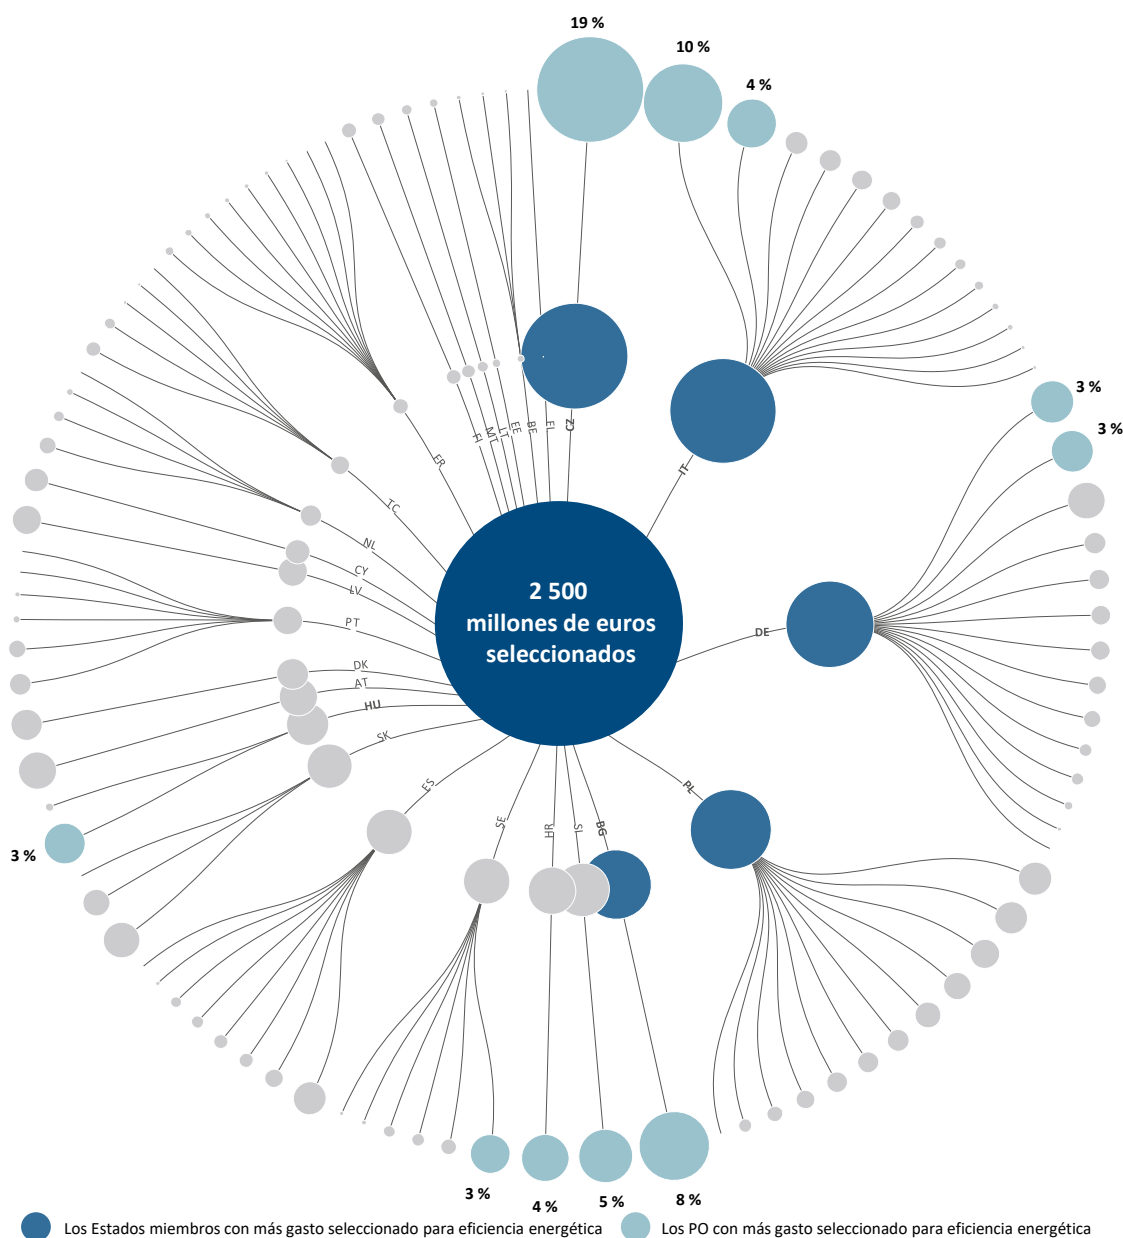 19 %
10 %
4 %
3 %
3 %
FI
MT
LT
EE
BE
EL
CZ
IT
ER
TC
NL
CY
LV
PT
DK
AT
HU
SK
ES
SE
HR
SI
BG
PL
DE
2 500
millones de euros
seleccionados
3 %
3 %
4 %
5 %
8 %
Los Estados miembros con más gasto seleccionado para eficiencia energética
Los PO con más gasto seleccionado para eficiencia energética